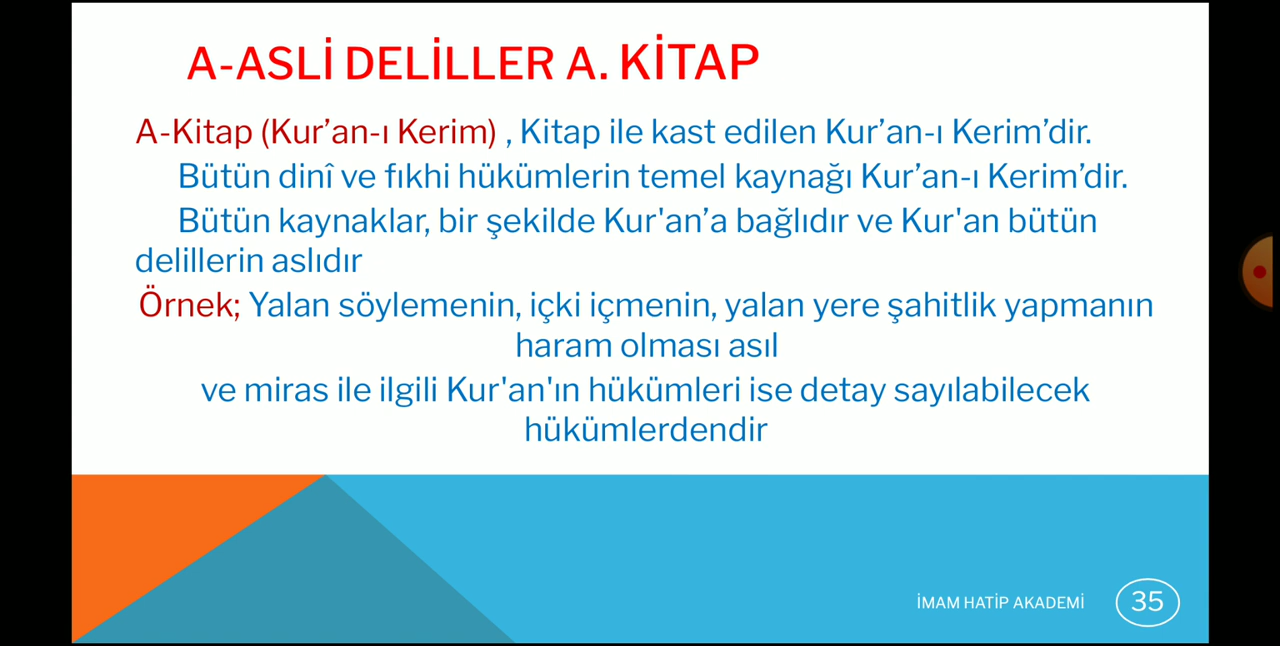 A-ASLİ DELİLLER A. KİTAP
A-Kitap (Kur’an-ı Kerim) , Kitap ile kast edilen Kur’an-ı Kerim’dir.
Bütün dinî ve fıkhi hükümlerin temel kaynağı Kur’an-ı Kerim’dir.
Bütün kaynaklar, bir şekilde Kur'an’a bağlıdır ve Kur'an bütün
delillerin aslıdır
Örnek; Yalan söylemenin, içki içmenin, yalan yere şahitlik yapmanın
haram olması asıl
ve miras ile ilgili Kur'an'ın hükümleri ise detay sayılabilecek
hükümlerdendir
İMAM HATİP AKADEMİ
35